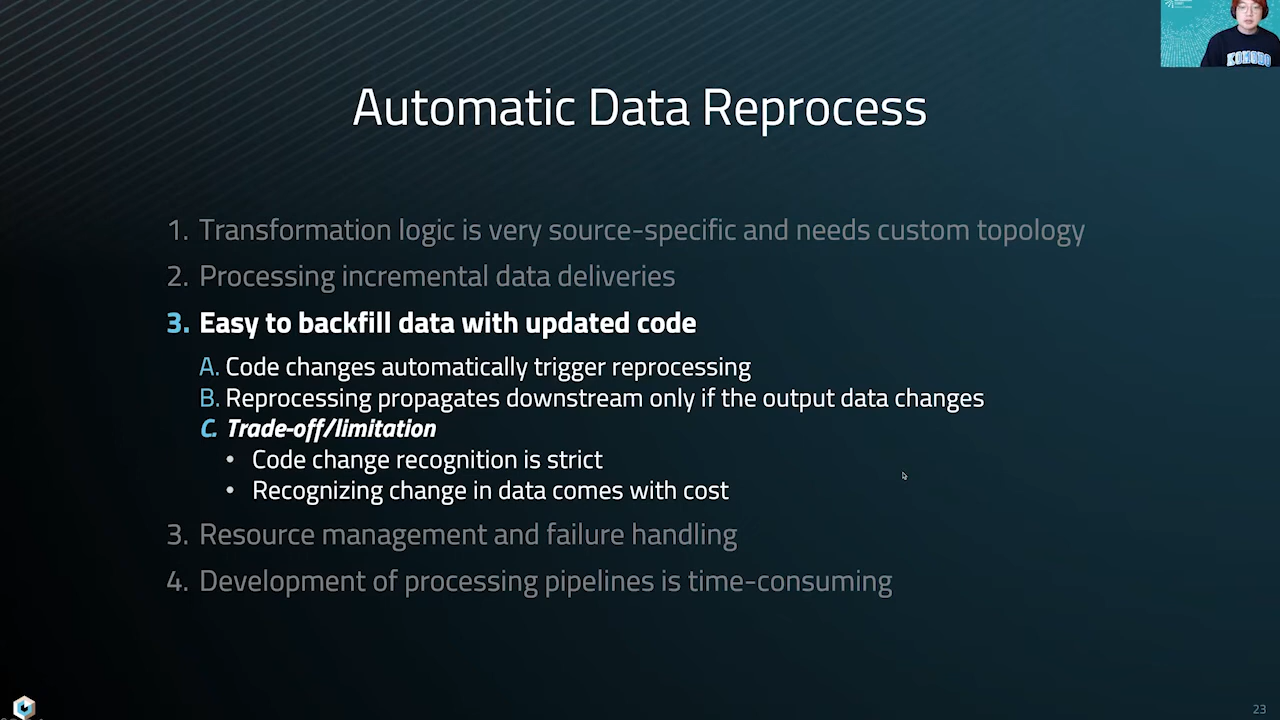 KOMODO
Automatic Data Reprocess
1. Transformation logic is very source-specific and needs custom topology
2. Processing incremental data deliveries
3. Easy to backfill data with updated code
A. Code changes automatically trigger reprocessing
B. Reprocessing propagates downstream only if the output data changes
C. Trade-off/limitation
• Code change recognition is strict
• Recognizing change in data comes with cost
3. Resource management and failure handling
4. Development of processing pipelines is time-consuming
23